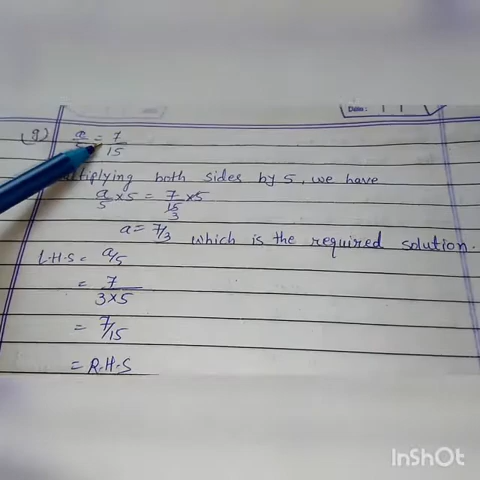 Date: / /
(g) a/5 = 7/15
Multiplying both sides by 5, we have
a/5 × 5 = 7/15 × 5
3
a = 7/3 which is the required solution.
L.H.S = a/5
= 7/3×5
= 7/15
= R.H.S
InShOt